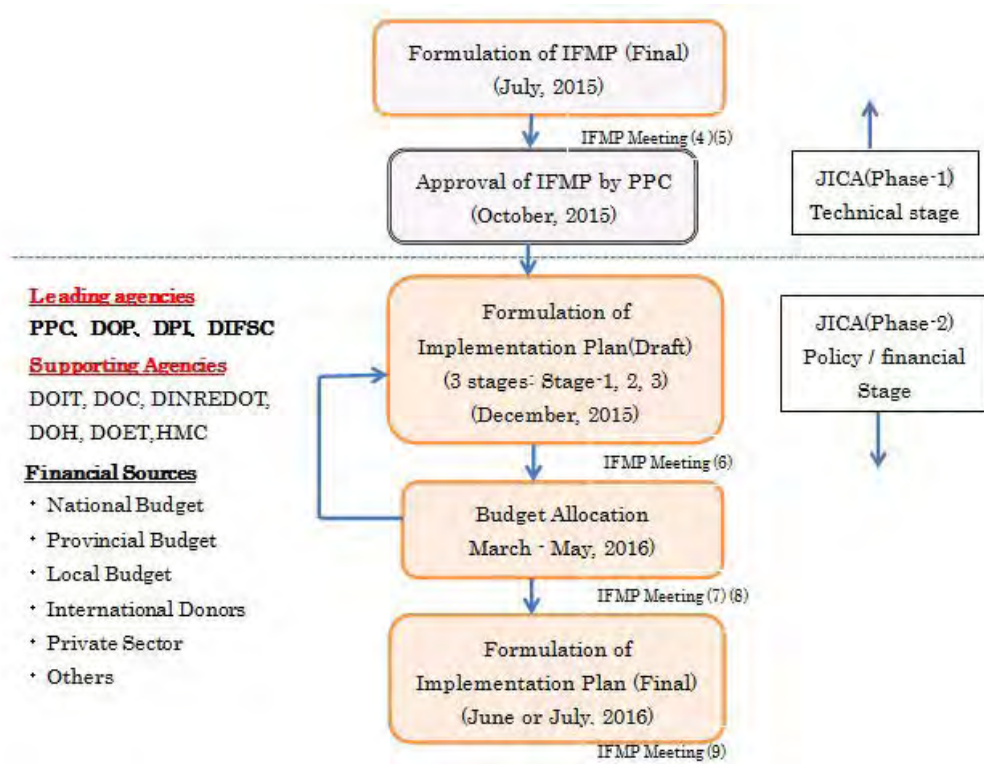 Formulation of IFMP (Final)
(July, 2015)
IFMP Meeting (4 )(5)
Approval of IFMP by PPC
(October, 2015)
JICA(Phase-1)
Technical stage
Leading agencies
PPC、DOP、DPI、DIFSC
Supporting Agencies
DOIT, DOC, DINREDOT,
DOH, DOET,HMC
Financial Sources
・ National Budget
・ Provincial Budget
・ Local Budget
・ International Donors
・ Private Sector
・ Others
Formulation of
Implementation Plan(Draft)
(3 stages: Stage-1, 2, 3)
(December, 2015)
IFMP Meeting (6)
Budget Allocation
March - May, 2016)
IFMP Meeting (7) (8)
Formulation of
Implementation Plan (Final)
(June or July. 2016)
IFMP Meeting (9)
JICA(Phase-2)
Policy / financial
Stage